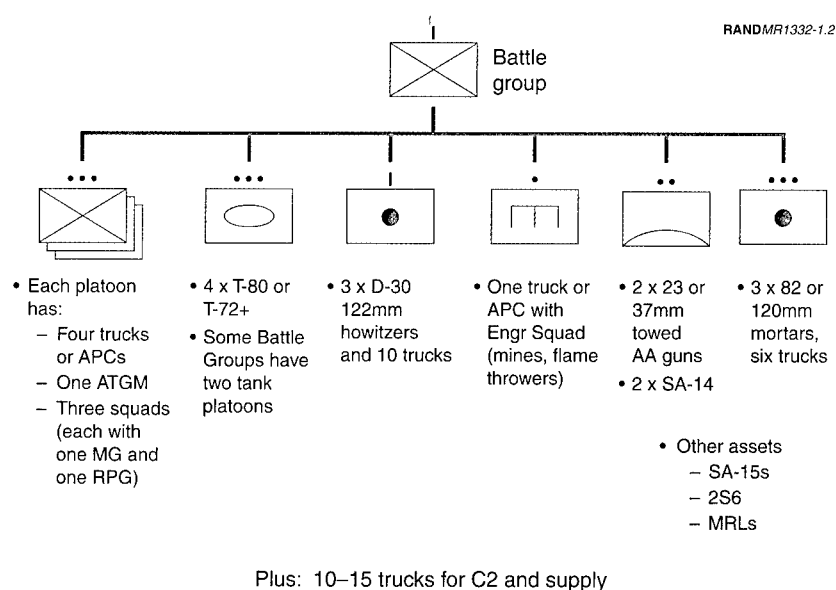 RANDMR1332-1.2
Battle
group
• Each platoon
has:
– Four trucks
or APCs
– One ATGM
– Three squads
(each with
one MG and
one RPG)
• 4 x T-80 or
T-72+
• Some Battle
Groups have
two tank
platoons
• 3 x D-30
122mm
howitzers
and 10 trucks
• One truck or
APC with
Engr Squad
(mines, flame
throwers)
• 2 x 23 or
37mm
towed
AA guns
• 2 x SA-14
• 3 x 82 or
120mm
mortars,
six trucks
• Other assets
– SA-15s
– 2S6
– MRLs
Plus: 10–15 trucks for C2 and supply